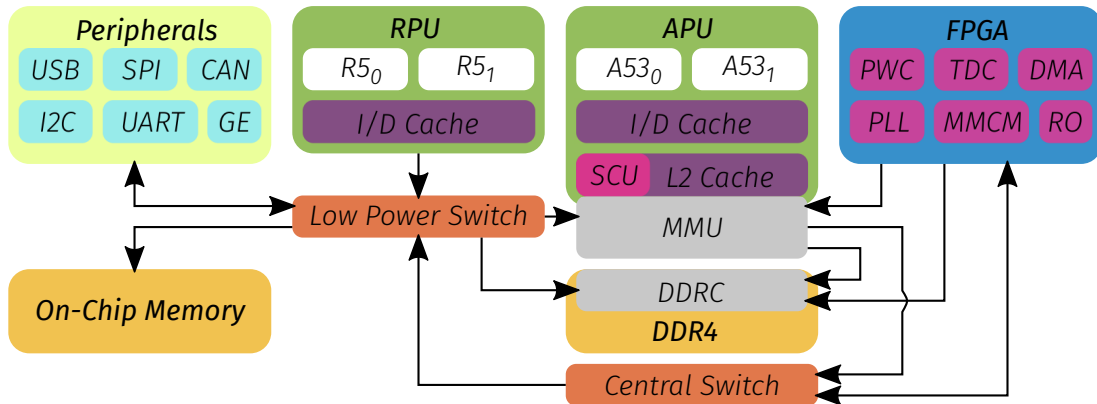 Peripherals
USB SPI CAN
I2C UART GE
RPU
R5₀ R5₁
I/D Cache
APU
A53₀ A53₁
I/D Cache
SCU L2 Cache
MMU
FPGA
PWC TDC DMA
PLL MMCM RO
Low Power Switch
On-Chip Memory
DDRC
DDR4
Central Switch